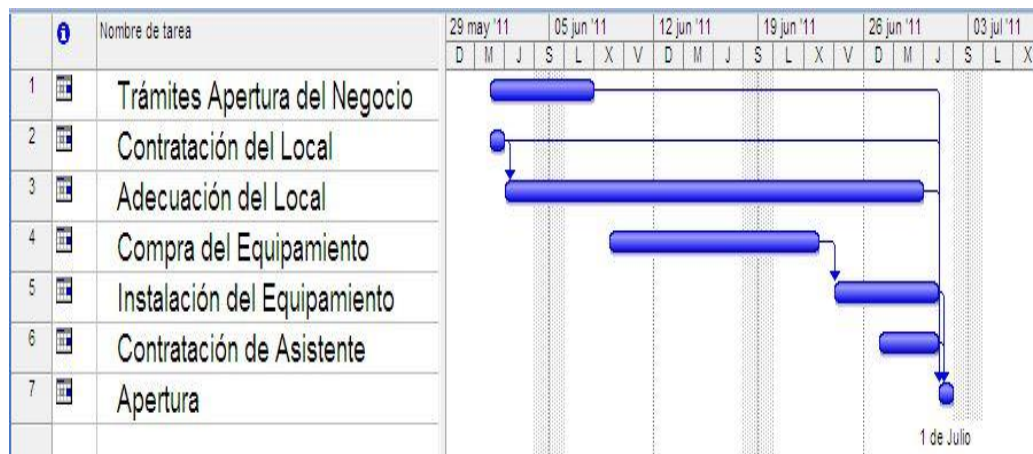 Nombre de tarea
29 may '11 05 jun '11 12 jun '11 19 jun '11 26 jun '11 03 jul '11
D M J S L X V D M J S L X V D M J S L X
1 Trámites Apertura del Negocio
2 Contratación del Local
3 Adecuación del Local
4 Compra del Equipamiento
5 Instalación del Equipamiento
6 Contratación de Asistente
7 Apertura
1 de Julio